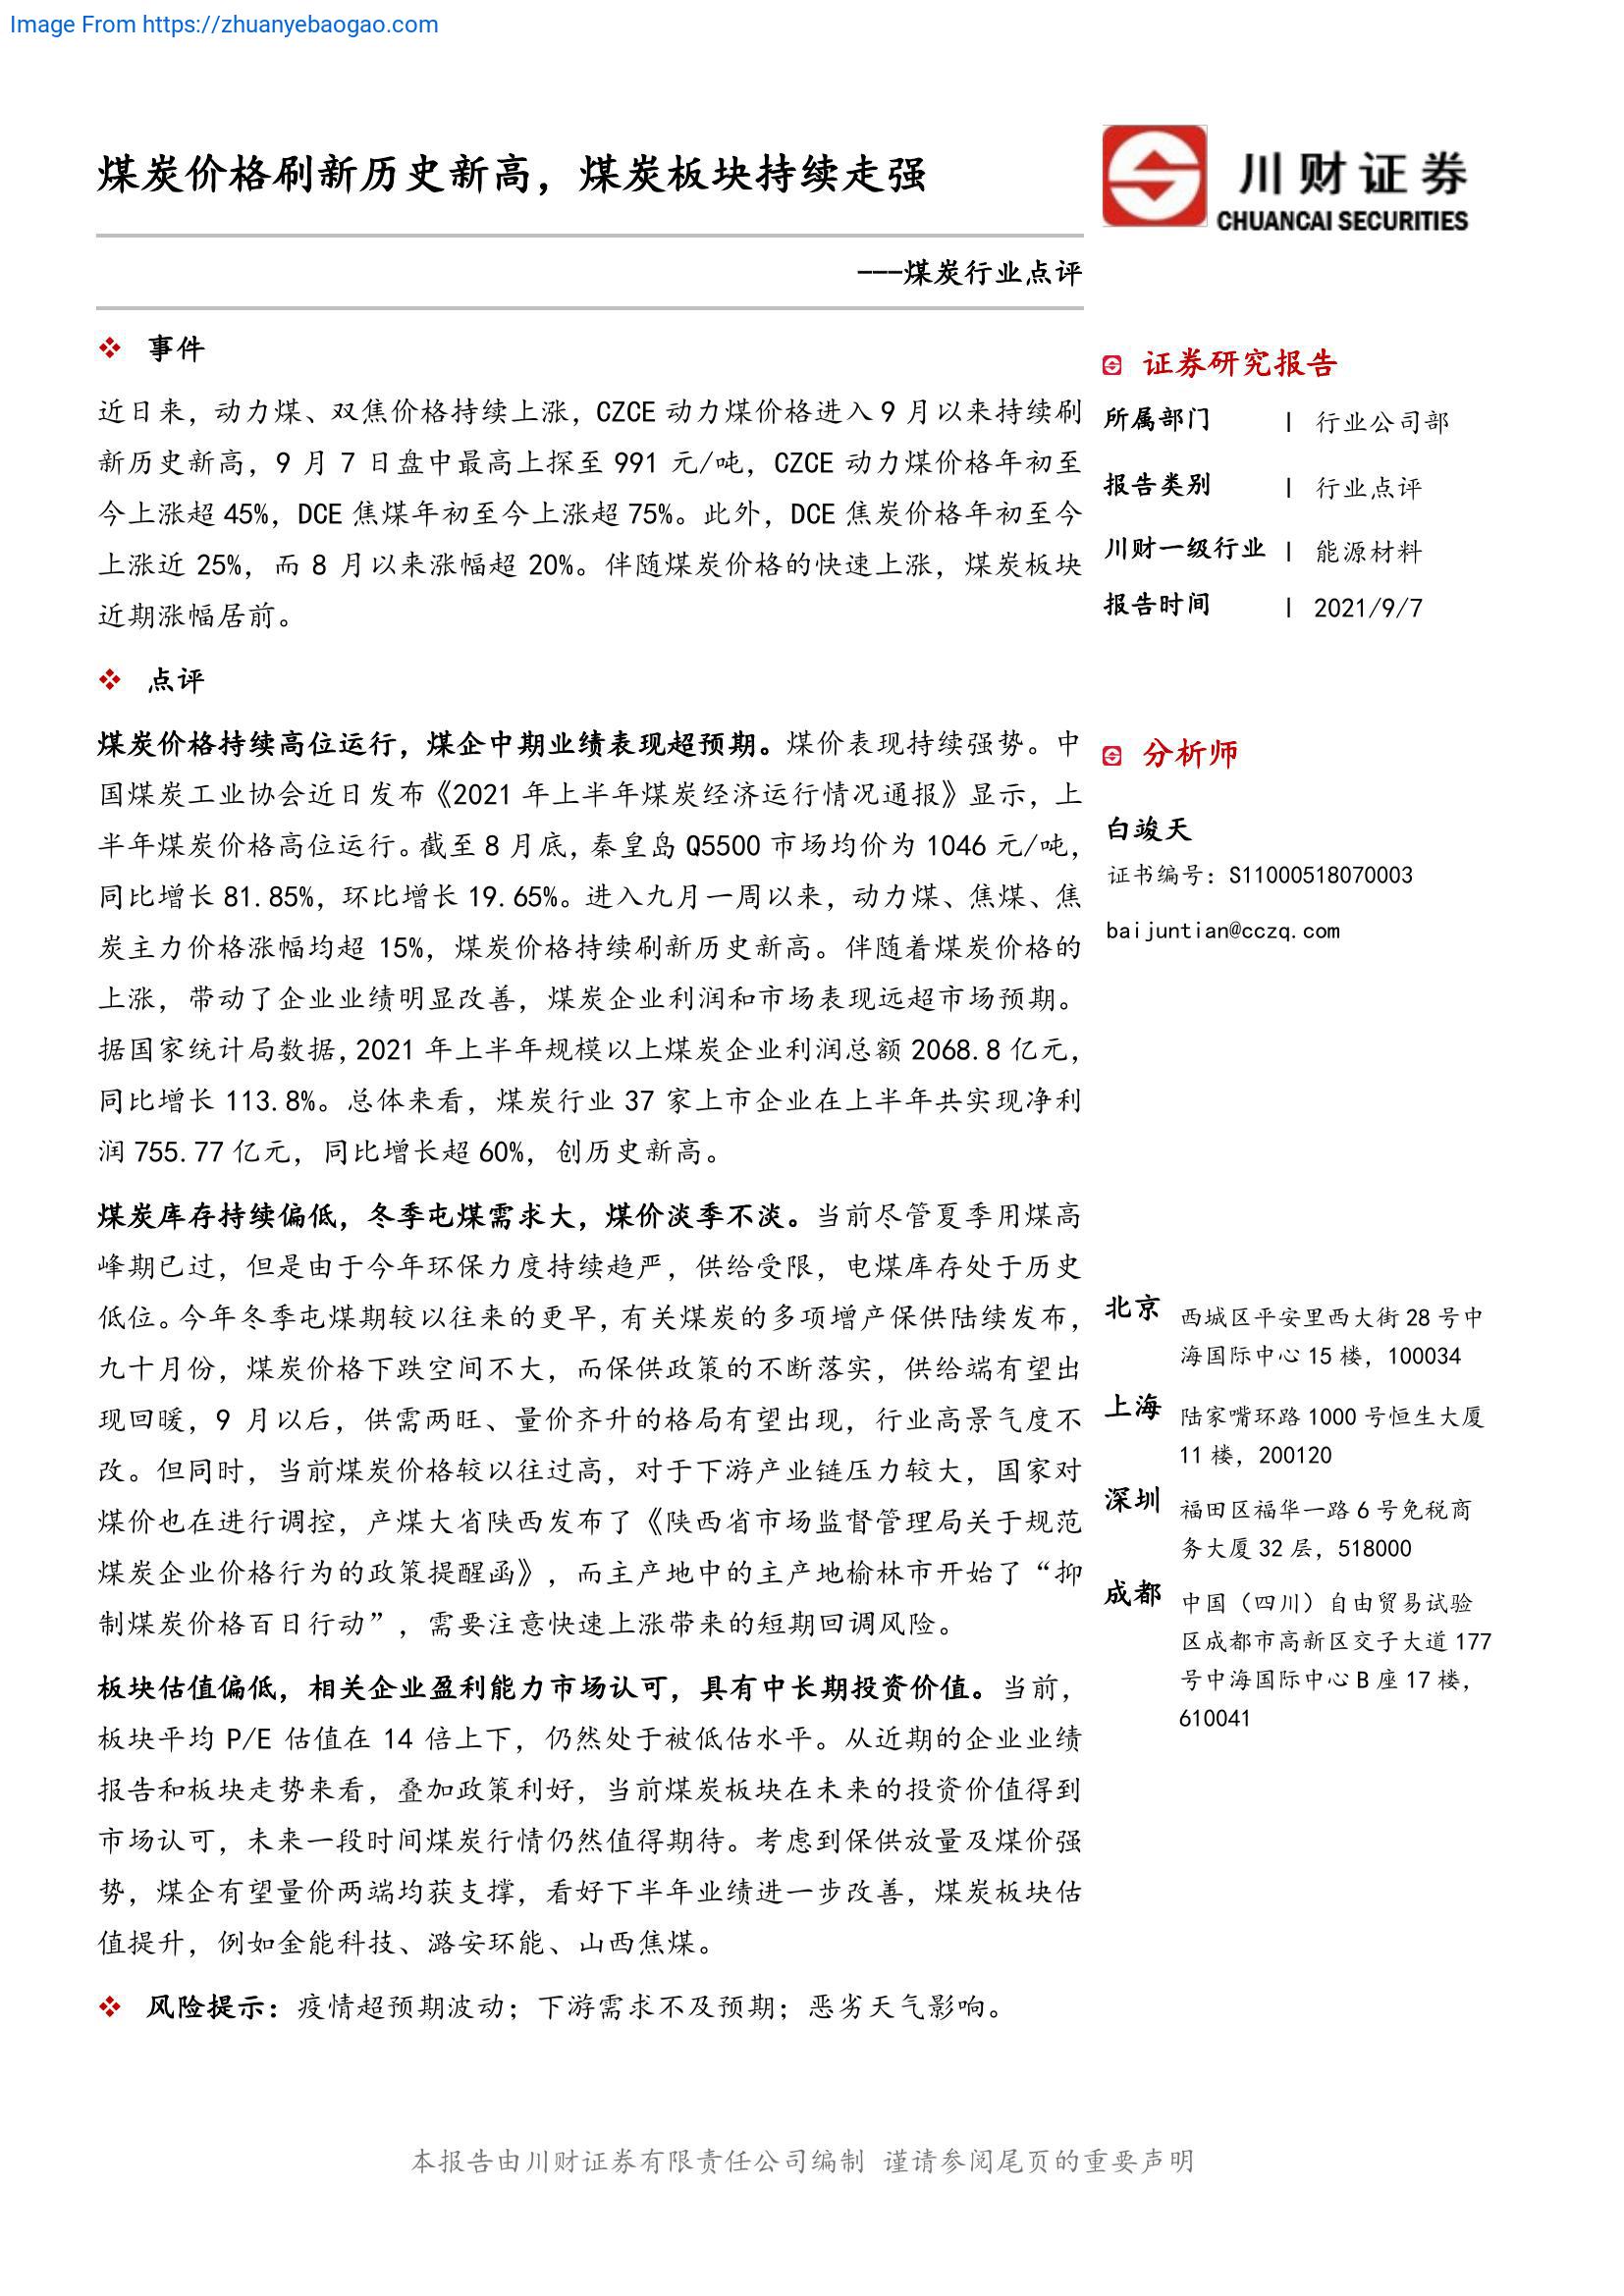 Image From https://zhuanyebaogao.com
煤炭价格刷新历史新高，煤炭板块持续走强
---煤炭行业点评
川财证券
CHUANCAI SECURITIES
❖ 事件
近日来，动力煤、双焦价格持续上涨，CZCE 动力煤价格进入 9 月以来持续刷
新历史新高，9 月 7 日盘中最高上探至 991 元/吨，CZCE 动力煤价格年初至
今上涨超 45%，DCE 焦煤年初至今上涨超 75%。此外，DCE 焦炭价格年初至今
上涨近 25%，而 8 月以来涨幅超 20%。伴随煤炭价格的快速上涨，煤炭板块
近期涨幅居前。
❖ 点评
煤炭价格持续高位运行，煤企中期业绩表现超预期。煤价表现持续强势。中
国煤炭工业协会近日发布《2021 年上半年煤炭经济运行情况通报》显示，上
半年煤炭价格高位运行。截至 8 月底，秦皇岛 Q5500 市场均价为 1046 元/吨，
同比增长 81.85%，环比增长 19.65%。进入九月一周以来，动力煤、焦煤、焦
炭主力价格涨幅均超 15%，煤炭价格持续刷新历史新高。伴随着煤炭价格的
上涨，带动了企业业绩明显改善，煤炭企业利润和市场表现远超市场预期。
据国家统计局数据，2021 年上半年规模以上煤炭企业利润总额 2068.8 亿元，
同比增长 113.8%。总体来看，煤炭行业 37 家上市企业在上半年共实现净利
润 755.77 亿元，同比增长超 60%，创历史新高。
煤炭库存持续偏低，冬季屯煤需求大，煤价淡季不淡。当前尽管夏季用煤高
峰期已过，但是由于今年环保力度持续趋严，供给受限，电煤库存处于历史
低位。今年冬季屯煤期较以往来的更早，有关煤炭的多项增产保供陆续发布，
九十月份，煤炭价格下跌空间不大，而保供政策的不断落实，供给端有望出
现回暖，9 月以后，供需两旺、量价齐升的格局有望出现，行业高景气度不
改。但同时，当前煤炭价格较以往过高，对于下游产业链压力较大，国家对
煤价也在进行调控，产煤大省陕西发布了《陕西省市场监督管理局关于规范
煤炭企业价格行为的政策提醒函》，而主产地中的主产地榆林市开始了“抑
制煤炭价格百日行动”，需要注意快速上涨带来的短期回调风险。
板块估值偏低，相关企业盈利能力市场认可，具有中长期投资价值。当前，
板块平均 P/E 估值在 14 倍上下，仍然处于被低估水平。从近期的企业业绩
报告和板块走势来看，叠加政策利好，当前煤炭板块在未来的投资价值得到
市场认可，未来一段时间煤炭行情仍然值得期待。考虑到保供放量及煤价强
势，煤企有望量价两端均获支撑，看好下半年业绩进一步改善，煤炭板块估
值提升，例如金能科技、潞安环能、山西焦煤。
❖ 风险提示：疫情超预期波动；下游需求不及预期；恶劣天气影响。
证券研究报告
所属部门 | 行业公司部
报告类别 | 行业点评
川财一级行业 | 能源材料
报告时间 | 2021/9/7
分析师
白竣天
证书编号：S11000518070003
baijuntian@cczq.com
北京 西城区平安里西大街 28 号中
海国际中心 15 楼，100034
上海 陆家嘴环路 1000 号恒生大厦
11 楼，200120
深圳 福田区福华一路 6 号免税商
务大厦 32 层，518000
成都 中国（四川）自由贸易试验
区成都市高新区交子大道 177
号中海国际中心 B 座 17 楼，
610041
本报告由川财证券有限责任公司编制 谨请参阅尾页的重要声明